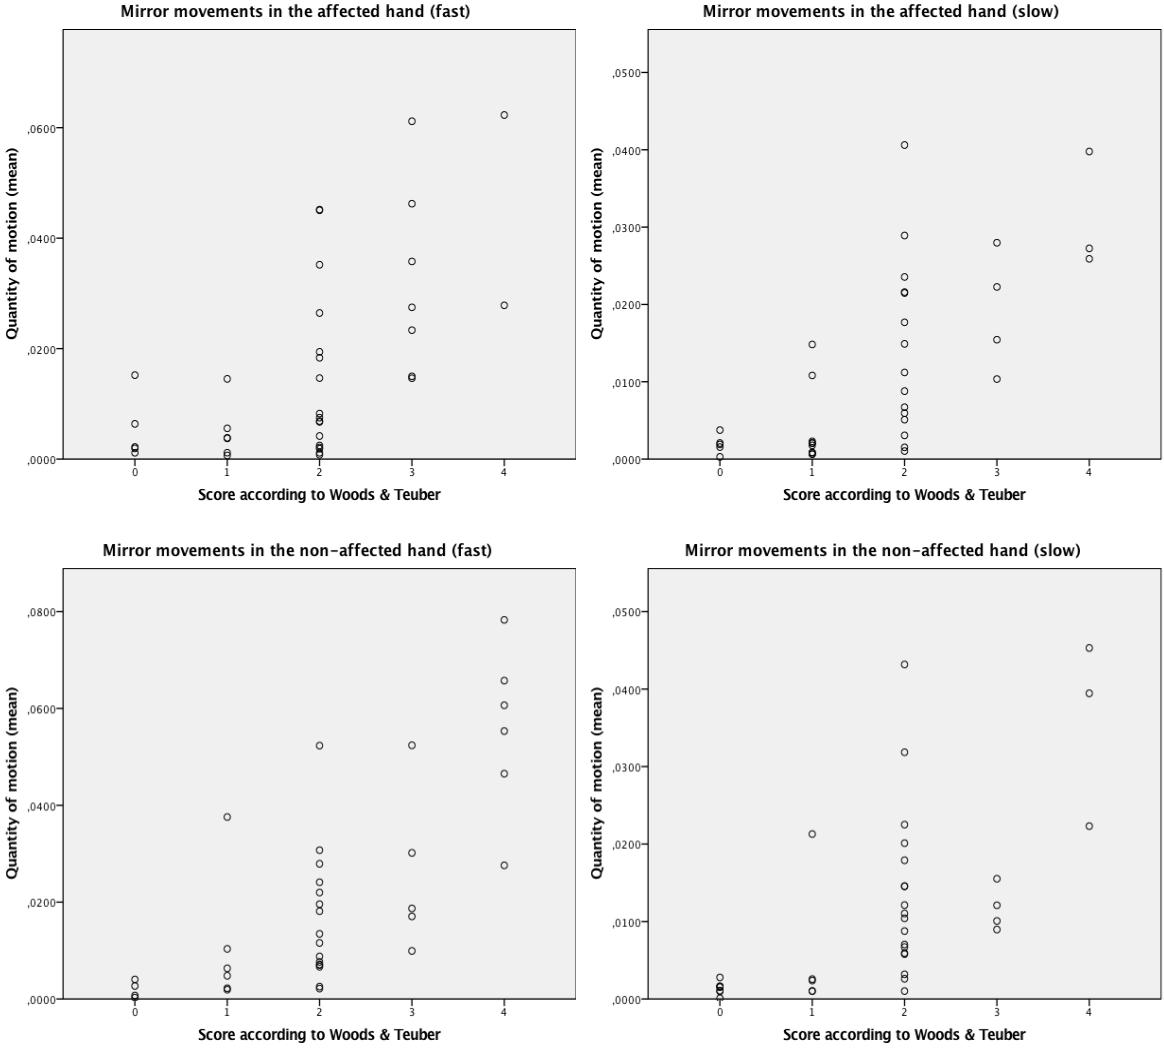 Mirror movements in the affected hand (fast)
Quantity of motion (mean)
,0600
,0400
,0200
,0000
0 1 2 3 4
Score according to Woods & Teuber
Mirror movements in the affected hand (slow)
Quantity of motion (mean)
,0500
,0400
,0300
,0200
,0100
,0000
0 1 2 3 4
Score according to Woods & Teuber
Mirror movements in the non-affected hand (fast)
Quantity of motion (mean)
,0800
,0600
,0400
,0200
,0000
0 1 2 3 4
Score according to Woods & Teuber
Mirror movements in the non-affected hand (slow)
Quantity of motion (mean)
,0500
,0400
,0300
,0200
,0100
,0000
0 1 2 3 4
Score according to Woods & Teuber